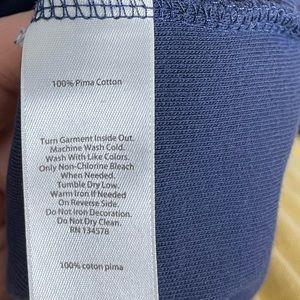 100% Pima Cotton
Turn Garment Inside Out.
Machine Wash Cold.
Wash With Like Colors.
Only Non-Chlorine Bleach
When Needed.
Tumble Dry Low.
Warm Iron If Needed
On Reverse Side.
Do Not Iron Decoration.
Do Not Dry Clean.
RN 134578
100% coton pima